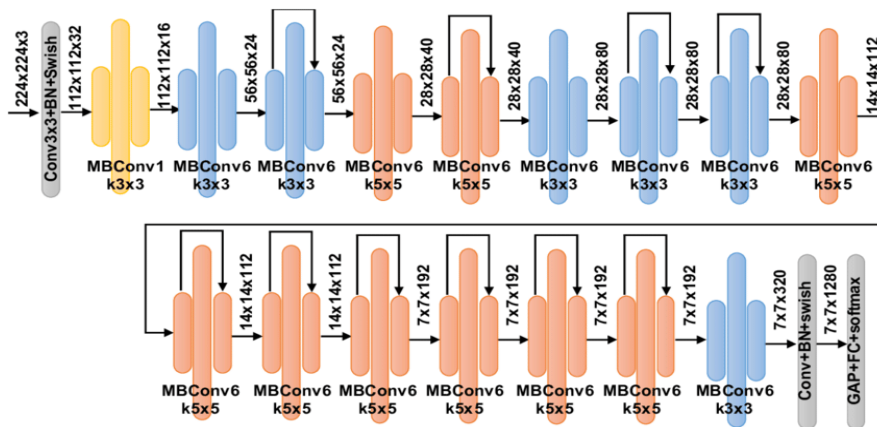 224x224x3
Conv3x3+BN+Swish
112x112x32
MBConv1
k3x3
112x112x16
MBConv6
k3x3
56x56x24
MBConv6
k3x3
56x56x24
MBConv6
k5x5
28x28x40
MBConv6
k5x5
28x28x40
MBConv6
k3x3
28x28x80
MBConv6
k3x3
28x28x80
MBConv6
k3x3
28x28x80
MBConv6
k5x5
14x14x112
MBConv6
k5x5
14x14x112
MBConv6
k5x5
14x14x112
MBConv6
k5x5
7x7x192
MBConv6
k5x5
7x7x192
MBConv6
k5x5
7x7x192
MBConv6
k5x5
7x7x192
MBConv6
k3x3
7x7x320
Conv+BN+swish
7x7x1280
GAP+FC+softmax